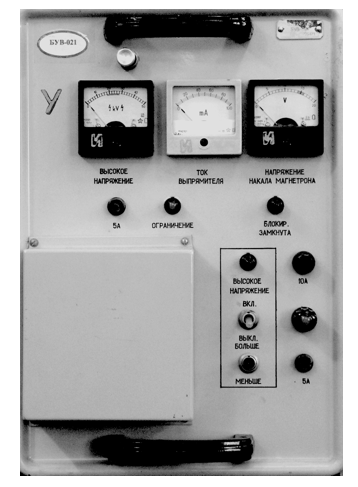 БУВ-021
У
kV
mA
V
ВЫСОКОЕ
НАПРЯЖЕНИЕ
ТОК
ВЫПРЯМИТЕЛЯ
НАПРЯЖЕНИЕ
НАКАЛА МАГНЕТРОНА
5А
ОГРАНИЧЕНИЕ
БЛОКИР.
ЗАМКНУТА
ВЫСОКОЕ
НАПРЯЖЕНИЕ
10А
ВКЛ.
ВЫКЛ.
БОЛЬШЕ
МЕНЬШЕ
5А